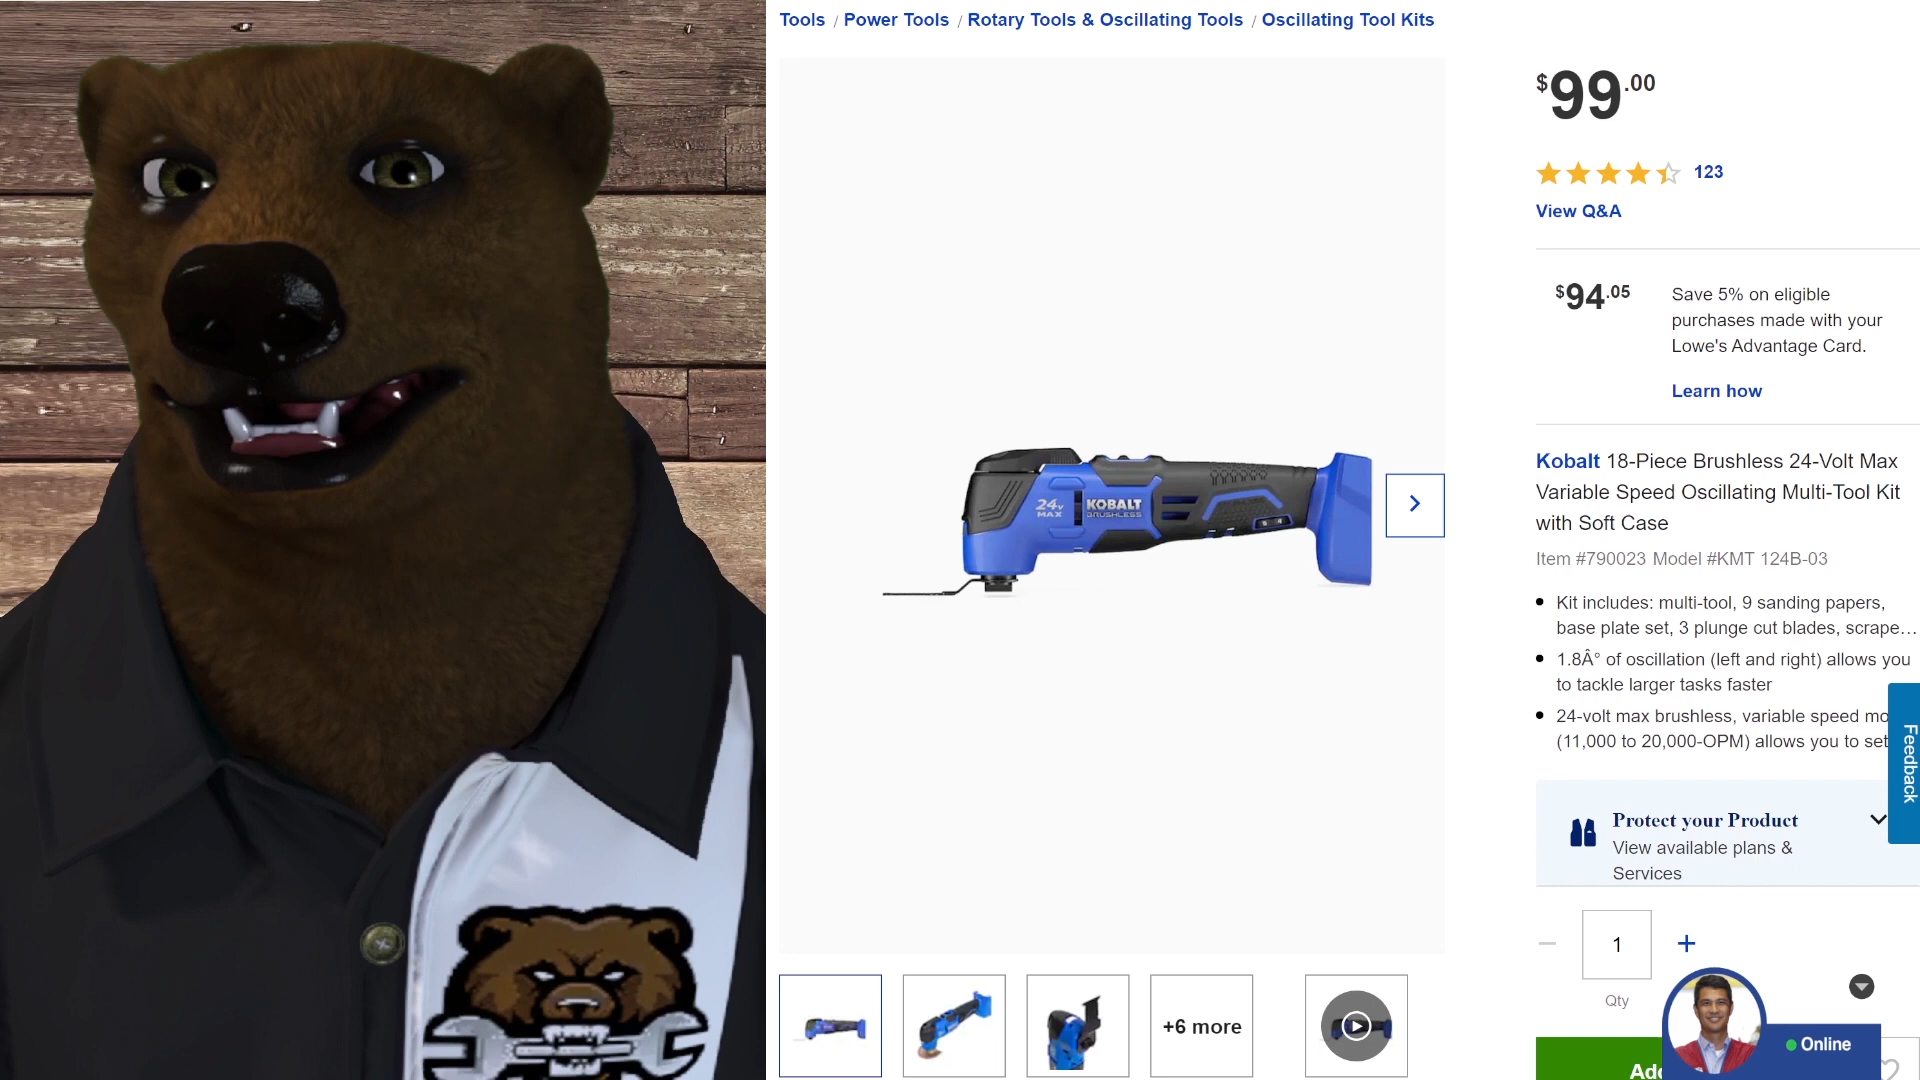 Tools / Power Tools / Rotary Tools & Oscillating Tools / Oscillating Tool Kits
$99.00
123
View Q&A
$94.05
Save 5% on eligible
purchases made with your
Lowe's Advantage Card.
Learn how
Kobalt 18-Piece Brushless 24-Volt Max
Variable Speed Oscillating Multi-Tool Kit
with Soft Case
Item #790023 Model #KMT 124B-03
Kit includes: multi-tool, 9 sanding papers,
base plate set, 3 plunge cut blades, scrape…
1.8Â° of oscillation (left and right) allows you
to tackle larger tasks faster
24-volt max brushless, variable speed mo
(11,000 to 20,000-OPM) allows you to set
Feedback
Protect your Product
View available plans &
Services
1
Qty
Online
24v
MAX
KOBALT
BRUSHLESS
+6 more